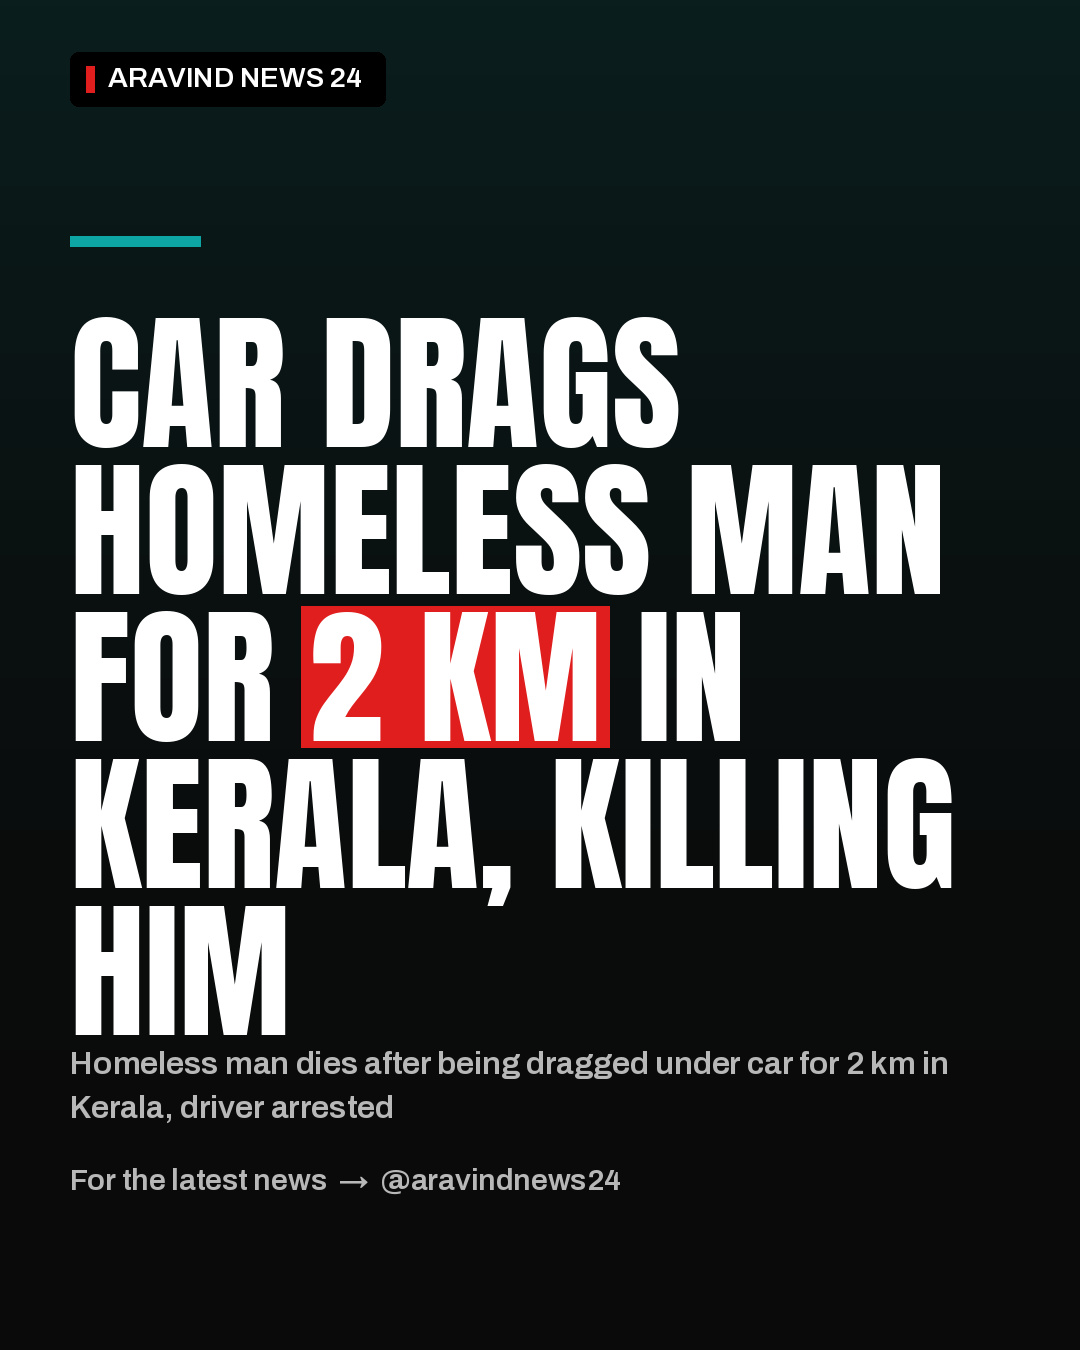 ARAVIND NEWS 24
CAR DRAGS
HOMELESS MAN
FOR 2 KM IN
KERALA, KILLING
HIM
Homeless man dies after being dragged under car for 2 km in
Kerala, driver arrested
For the latest news → @aravindnews24